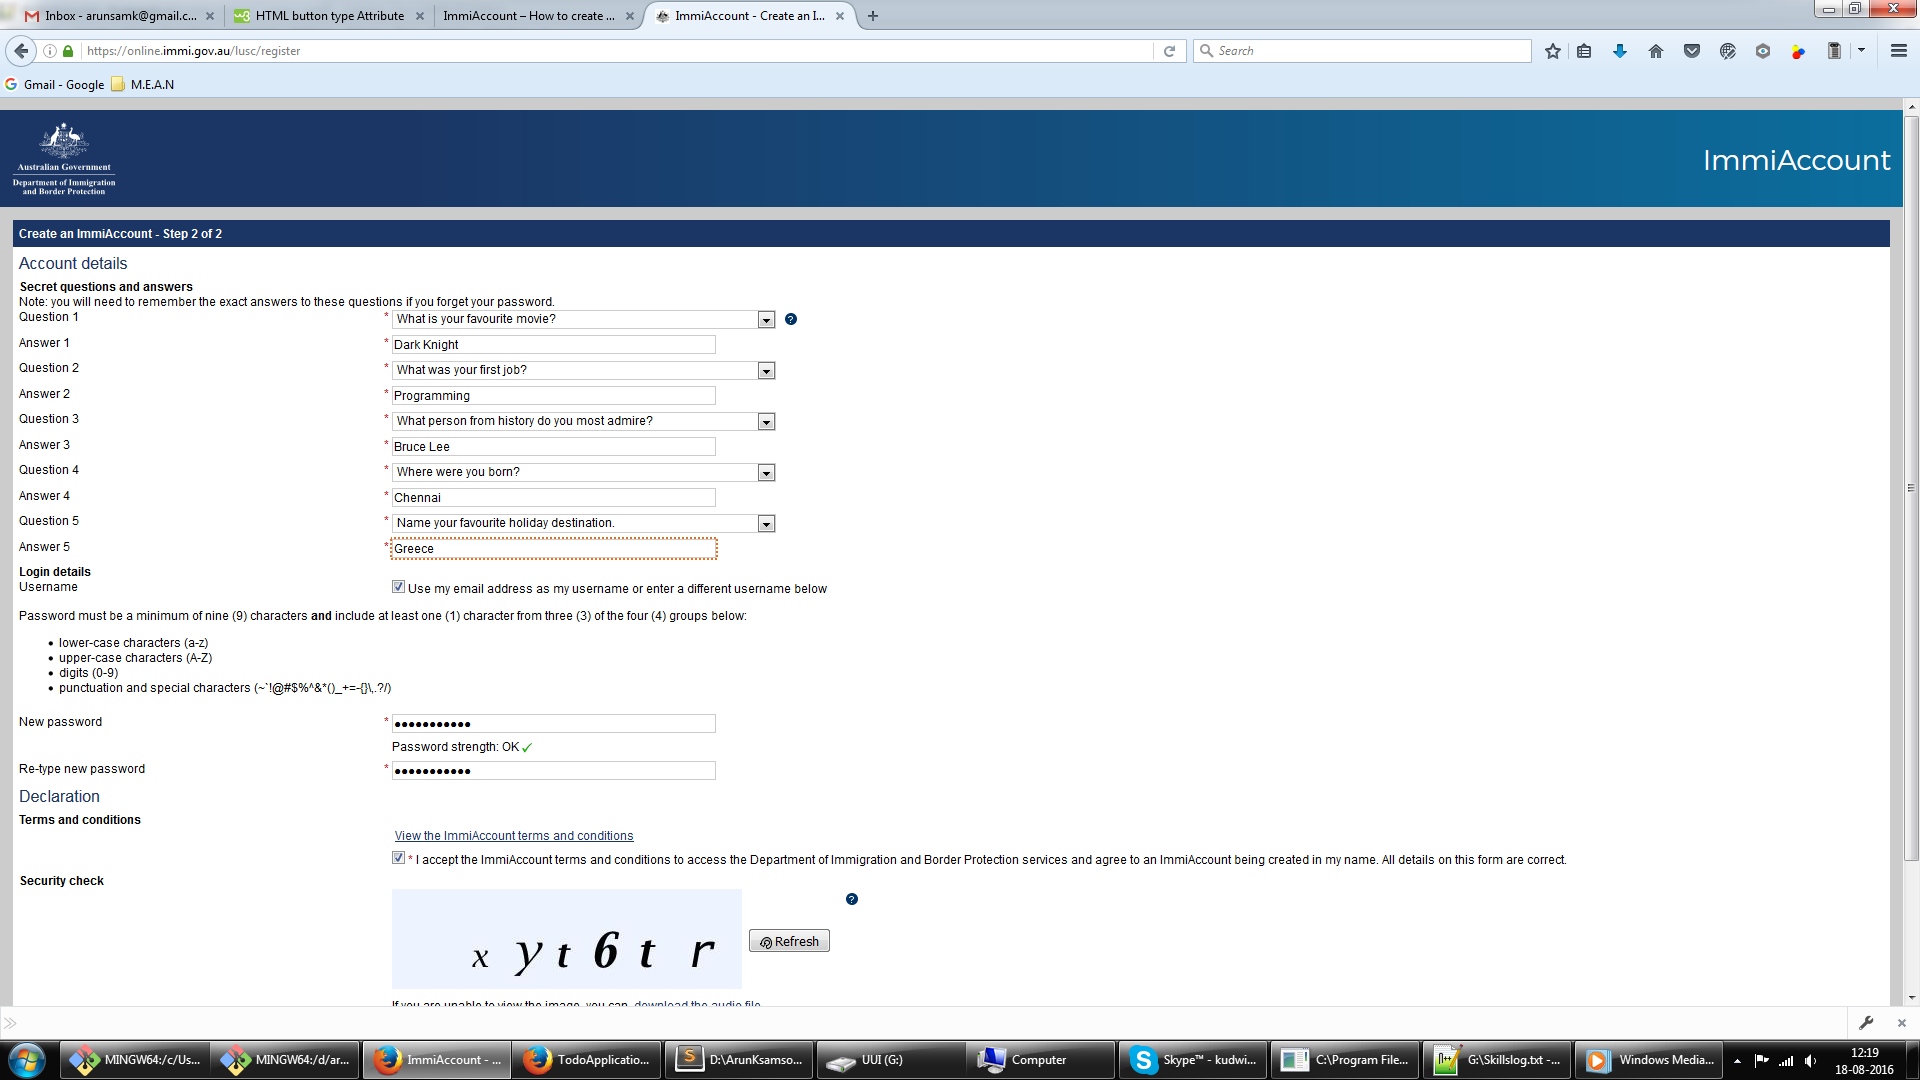 Inbox - arunsamk@gmail.c...
HTML button type Attribute
ImmiAccount – How to create ...
ImmiAccount - Create an I...
https://online.immi.gov.au/lusc/register
Search
Gmail - Google
M.E.A.N
Australian Government
Department of Immigration
and Border Protection
ImmiAccount
Create an ImmiAccount - Step 2 of 2
Account details
Secret questions and answers
Note: you will need to remember the exact answers to these questions if you forget your password.
Question 1 * What is your favourite movie?
Answer 1 * Dark Knight
Question 2 * What was your first job?
Answer 2 * Programming
Question 3 * What person from history do you most admire?
Answer 3 * Bruce Lee
Question 4 * Where were you born?
Answer 4 * Chennai
Question 5 * Name your favourite holiday destination.
Answer 5 * Greece
Login details
Username Use my email address as my username or enter a different username below
Password must be a minimum of nine (9) characters and include at least one (1) character from three (3) of the four (4) groups below:
• lower-case characters (a-z)
• upper-case characters (A-Z)
• digits (0-9)
• punctuation and special characters (~`!@#$%^&*()_+=-{}\,.?/)
New password * ●●●●●●●●●●●
Password strength: OK ✓
Re-type new password * ●●●●●●●●●●●
Declaration
Terms and conditions
View the ImmiAccount terms and conditions
* I accept the ImmiAccount terms and conditions to access the Department of Immigration and Border Protection services and agree to an ImmiAccount being created in my name. All details on this form are correct.
Security check
x y t 6 t r
Refresh
If you are unable to view the image, you can download the audio file
MINGW64:/c/Us...
MINGW64:/d/ar...
ImmiAccount - ...
TodoApplicatio...
D:\ArunKsamso...
UUI (G:)
Computer
Skype™ - kudwi...
C:\Program File...
G:\Skillslog.txt -...
Windows Media...
12:19
18-08-2016